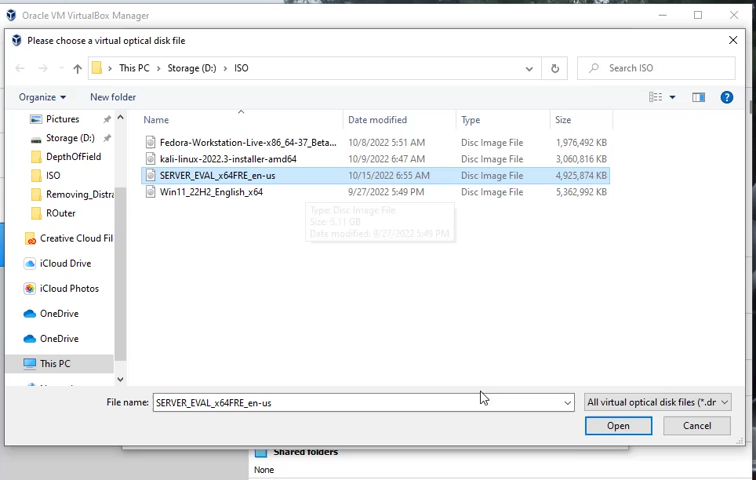 Oracle VM VirtualBox Manager
Please choose a virtual optical disk file
This PC > Storage (D:) > ISO
Search ISO
Organize
New folder
Name Date modified Type Size
Pictures
Storage (D:)
DepthOfField
ISO
Removing_Distra
ROuter
Creative Cloud Fil
iCloud Drive
iCloud Photos
OneDrive
OneDrive
This PC
Fedora-Workstation-Live-x86_64-37_Beta... 10/8/2022 5:51 AM Disc Image File 1,976,492 KB
kali-linux-2022.3-installer-amd64 10/9/2022 6:47 AM Disc Image File 3,060,816 KB
SERVER_EVAL_x64FRE_en-us 10/15/2022 6:55 AM Disc Image File 4,925,874 KB
Win11_22H2_English_x64 9/27/2022 5:49 PM Disc Image File 5,362,992 KB
Type: Disc Image File
Size: 5.11 GB
Date modified: 9/27/2022 5:49 PM
File name: SERVER_EVAL_x64FRE_en-us
All virtual optical disk files (*.dr
Open
Cancel
Shared folders
None